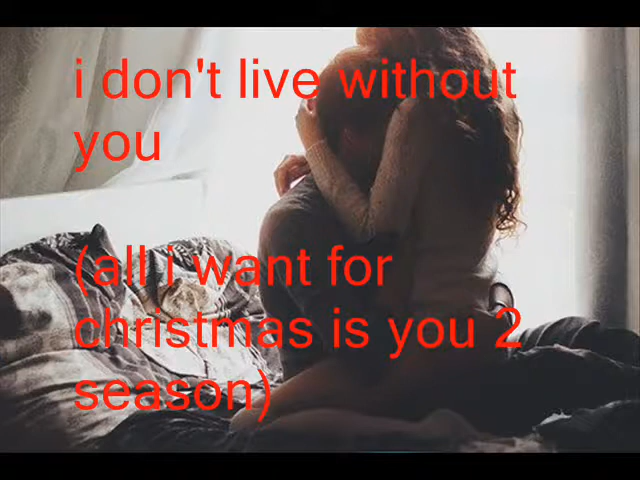 i don't live without
you
(all i want for
christmas is you 2
season)